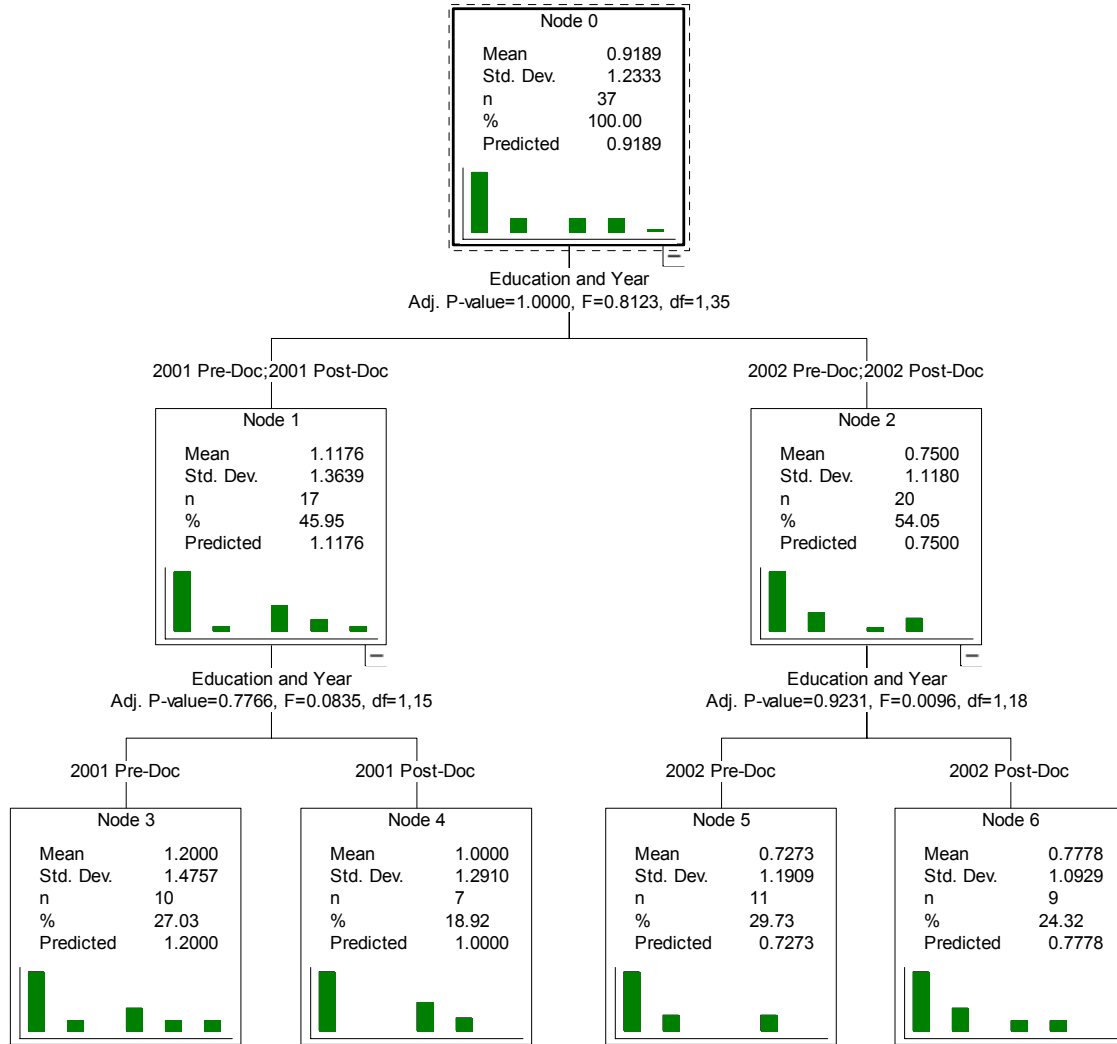 Node 0
Mean 0.9189
Std. Dev. 1.2333
n 37
% 100.00
Predicted 0.9189
Education and Year
Adj. P-value=1.0000, F=0.8123, df=1,35
2001 Pre-Doc;2001 Post-Doc
2002 Pre-Doc;2002 Post-Doc
Node 1
Mean 1.1176
Std. Dev. 1.3639
n 17
% 45.95
Predicted 1.1176
Node 2
Mean 0.7500
Std. Dev. 1.1180
n 20
% 54.05
Predicted 0.7500
Education and Year
Adj. P-value=0.7766, F=0.0835, df=1,15
Education and Year
Adj. P-value=0.9231, F=0.0096, df=1,18
2001 Pre-Doc
2001 Post-Doc
2002 Pre-Doc
2002 Post-Doc
Node 3
Mean 1.2000
Std. Dev. 1.4757
n 10
% 27.03
Predicted 1.2000
Node 4
Mean 1.0000
Std. Dev. 1.2910
n 7
% 18.92
Predicted 1.0000
Node 5
Mean 0.7273
Std. Dev. 1.1909
n 11
% 29.73
Predicted 0.7273
Node 6
Mean 0.7778
Std. Dev. 1.0929
n 9
% 24.32
Predicted 0.7778